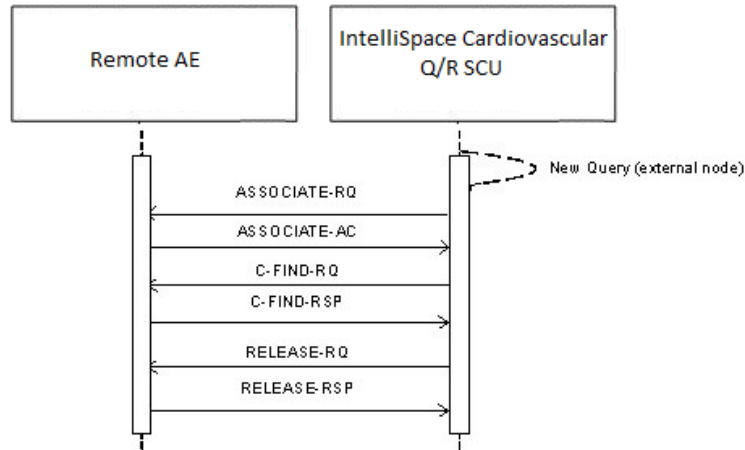 Remote AE
IntelliSpace Cardiovascular
Q/R SCU
New Query (external node)
ASSOCIATE-RQ
ASSOCIATE-AC
C-FIND-RQ
C-FIND-RSP
RELEASE-RQ
RELEASE-RSP